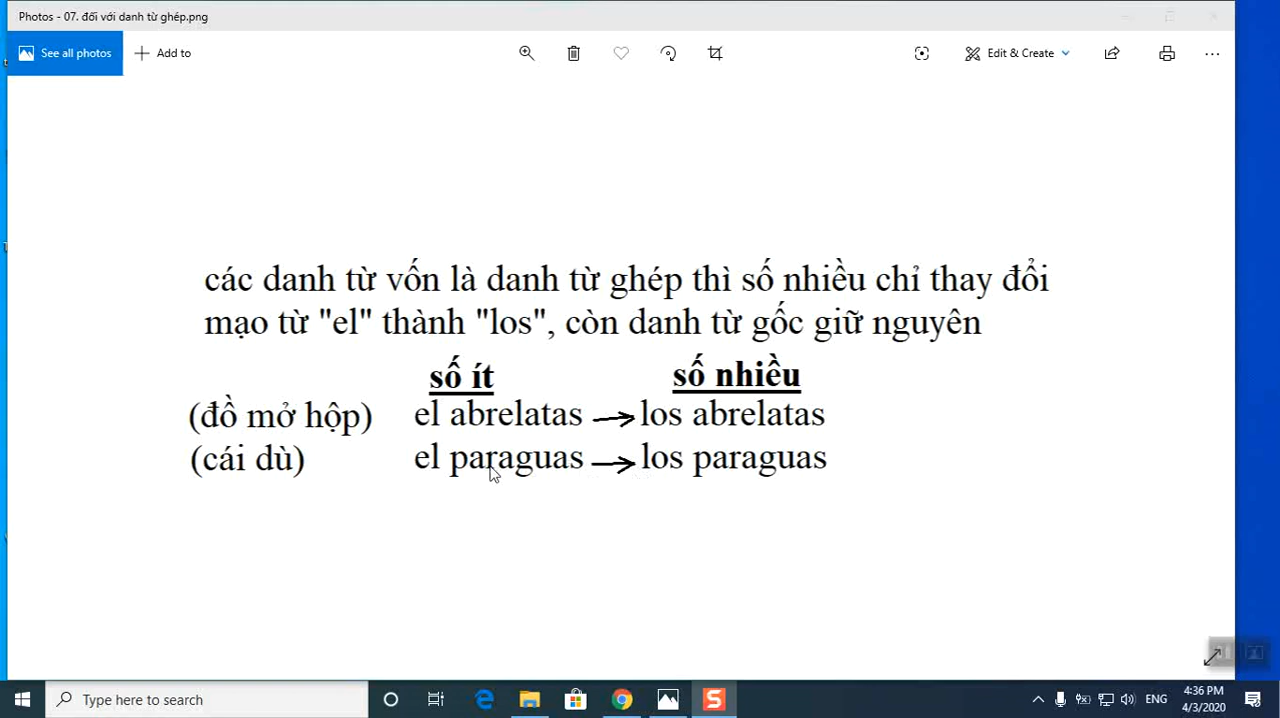 Photos - 07. đối với danh từ ghép.png
See all photos
Add to
Edit & Create
các danh từ vốn là danh từ ghép thì số nhiều chỉ thay đổi
mạo từ "el" thành "los", còn danh từ gốc giữ nguyên
số ít số nhiều
(đồ mở hộp) el abrelatas los abrelatas
(cái dù) el paraguas los paraguas
Type here to search
ENG
4:36 PM
4/3/2020